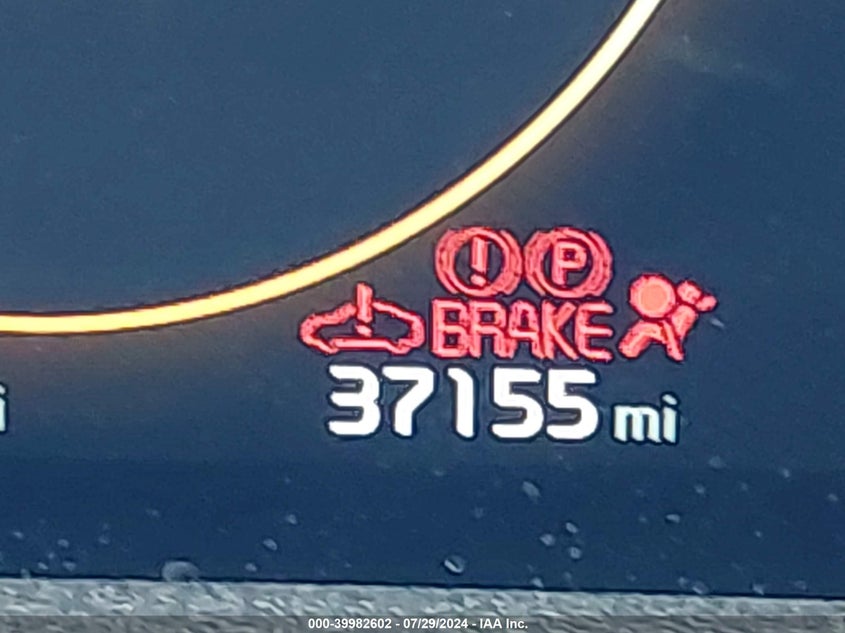 ! P
BRAKE
37155 mi
000-39982602 - 07/29/2024 - IAA Inc.